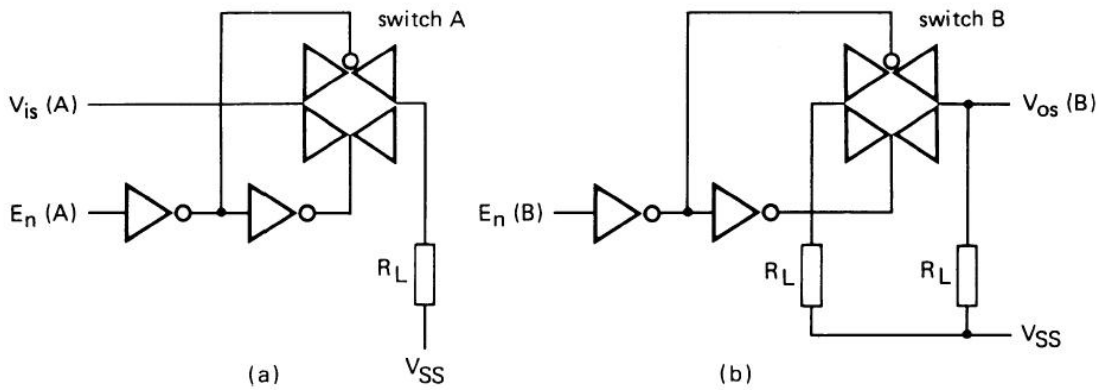 switch A
V_is (A)
E_n (A)
R_L
V_SS
(a)
switch B
V_os (B)
E_n (B)
R_L
R_L
V_SS
(b)